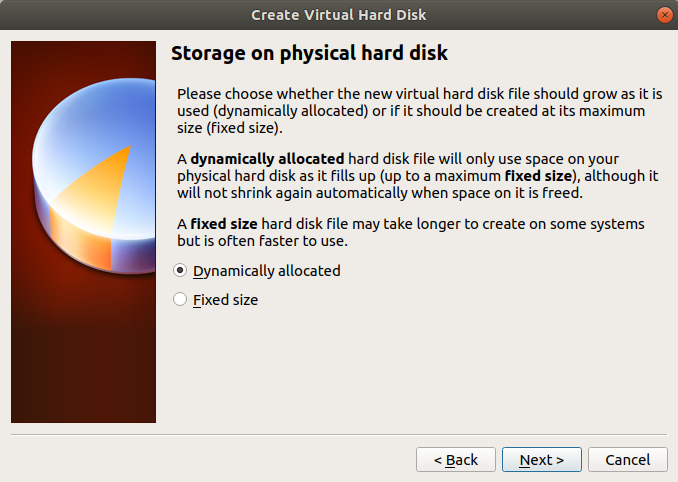 Create Virtual Hard Disk
Storage on physical hard disk
Please choose whether the new virtual hard disk file should grow as it is
used (dynamically allocated) or if it should be created at its maximum
size (fixed size).
A dynamically allocated hard disk file will only use space on your
physical hard disk as it fills up (up to a maximum fixed size), although it
will not shrink again automatically when space on it is freed.
A fixed size hard disk file may take longer to create on some systems
but is often faster to use.
Dynamically allocated
Fixed size
< Back
Next >
Cancel